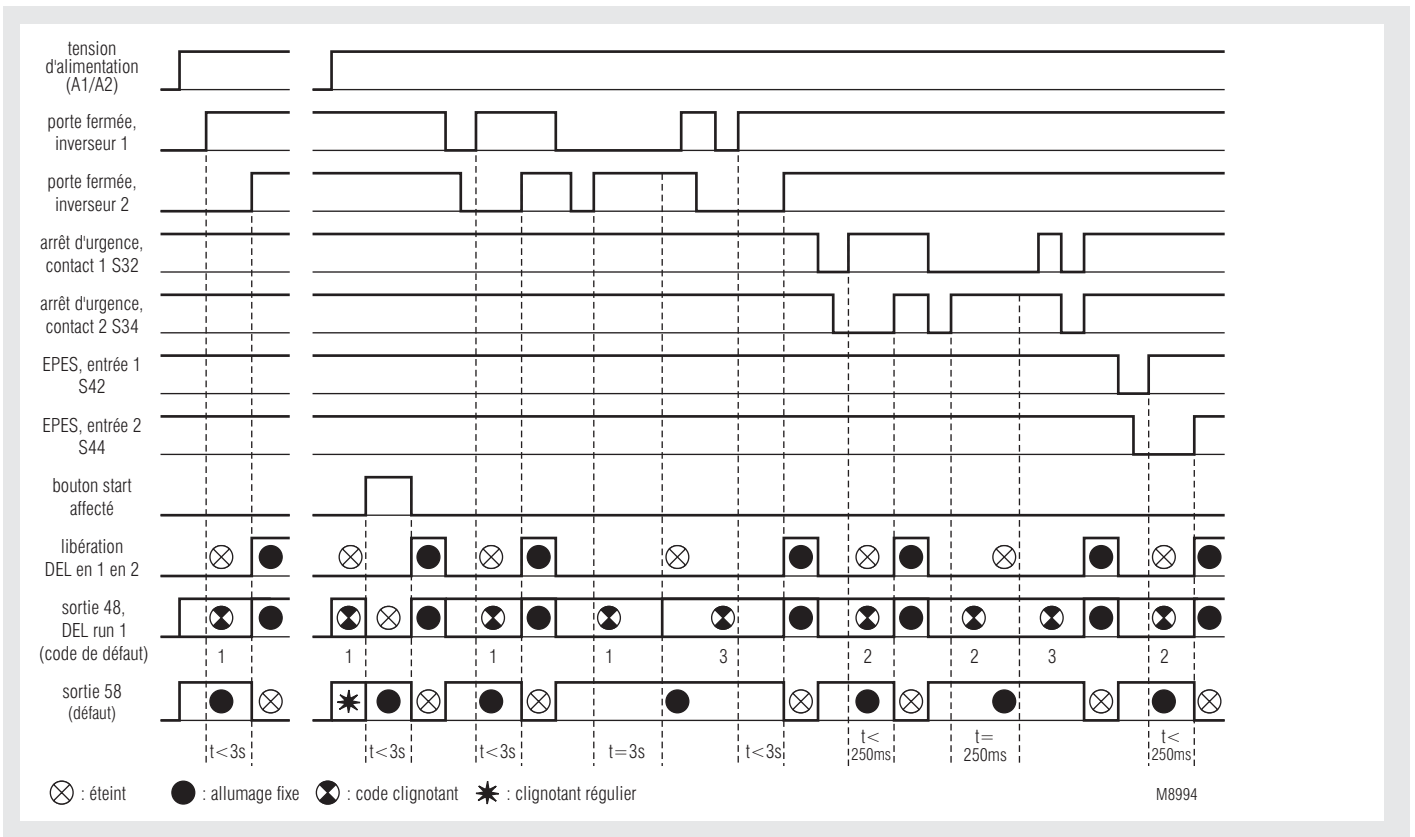 tension
d'alimentation
(A1/A2)
porte fermée,
inverseur 1
porte fermée,
inverseur 2
arrêt d'urgence,
contact 1 S32
arrêt d'urgence,
contact 2 S34
EPES, entrée 1
S42
EPES, entrée 2
S44
bouton start
affecté
libération
DEL en 1 en 2
sortie 48,
DEL run 1
(code de défaut)
1 1 1 1 3 2 2 3 2
sortie 58
(défaut)
t<3s t<3s t<3s t=3s t<3s t< 250ms t= 250ms t< 250ms
: éteint : allumage fixe : code clignotant : clignotant régulier
M8994